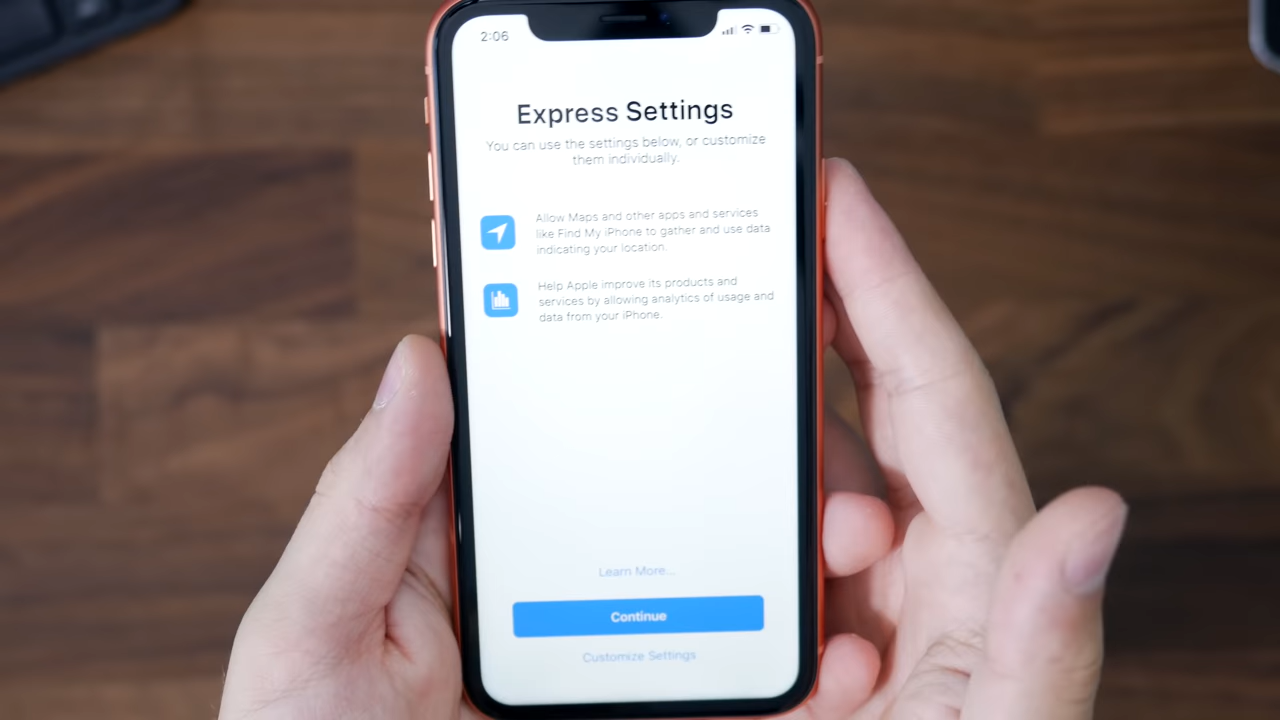 2:06
Express Settings
You can use the settings below, or customize
them individually.
Allow Maps and other apps and services
like Find My iPhone to gather and use data
indicating your location.
Help Apple improve its products and
services by allowing analytics of usage and
data from your iPhone.
Learn More...
Continue
Customize Settings